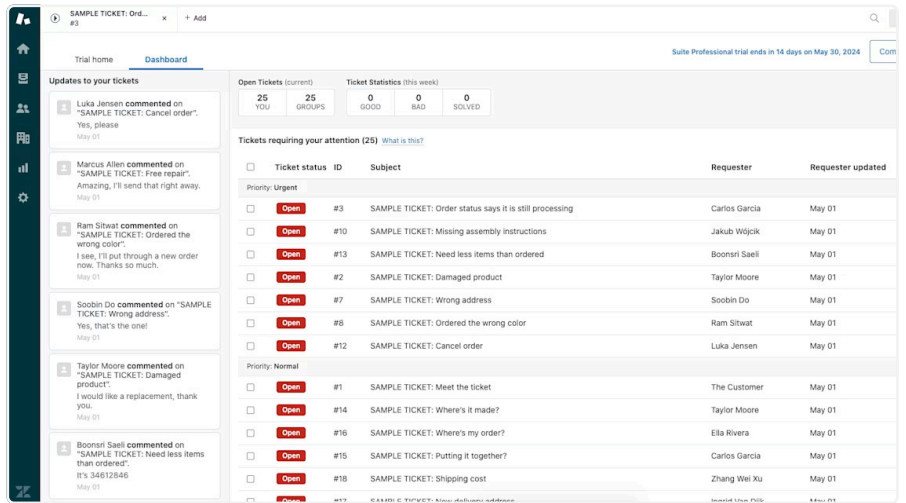 SAMPLE TICKET: Ord...
#3
× + Add
Suite Professional trial ends in 14 days on May 30, 2024
Com
Trial home Dashboard
Updates to your tickets
Luka Jensen commented on
"SAMPLE TICKET: Cancel order".
Yes, please
May 01
Marcus Allen commented on
"SAMPLE TICKET: Free repair".
Amazing, I'll send that right away.
May 01
Ram Sitwat commented on
"SAMPLE TICKET: Ordered the
wrong color".
I see, I'll put through a new order
now. Thanks so much.
May 01
Soobin Do commented on "SAMPLE
TICKET: Wrong address".
Yes, that's the one!
May 01
Taylor Moore commented on
"SAMPLE TICKET: Damaged
product".
I would like a replacement, thank
you.
May 01
Boonsri Saeli commented on
"SAMPLE TICKET: Need less items
than ordered".
It's 34612846
May 01
Open Tickets (current) Ticket Statistics (this week)
25 25 0 0 0
YOU GROUPS GOOD BAD SOLVED
Tickets requiring your attention (25) What is this?
Ticket status ID Subject Requester Requester updated
Priority: Urgent
Open #3 SAMPLE TICKET: Order status says it is still processing Carlos Garcia May 01
Open #10 SAMPLE TICKET: Missing assembly instructions Jakub Wójcik May 01
Open #13 SAMPLE TICKET: Need less items than ordered Boonsri Saeli May 01
Open #2 SAMPLE TICKET: Damaged product Taylor Moore May 01
Open #7 SAMPLE TICKET: Wrong address Soobin Do May 01
Open #8 SAMPLE TICKET: Ordered the wrong color Ram Sitwat May 01
Open #12 SAMPLE TICKET: Cancel order Luka Jensen May 01
Priority: Normal
Open #1 SAMPLE TICKET: Meet the ticket The Customer May 01
Open #14 SAMPLE TICKET: Where's it made? Taylor Moore May 01
Open #16 SAMPLE TICKET: Where's my order? Ella Rivera May 01
Open #15 SAMPLE TICKET: Putting it together? Carlos Garcia May 01
Open #18 SAMPLE TICKET: Shipping cost Zhang Wei Xu May 01
Open #17 SAMPLE TICKET: New delivery address Ingrid Van Dijk May 01